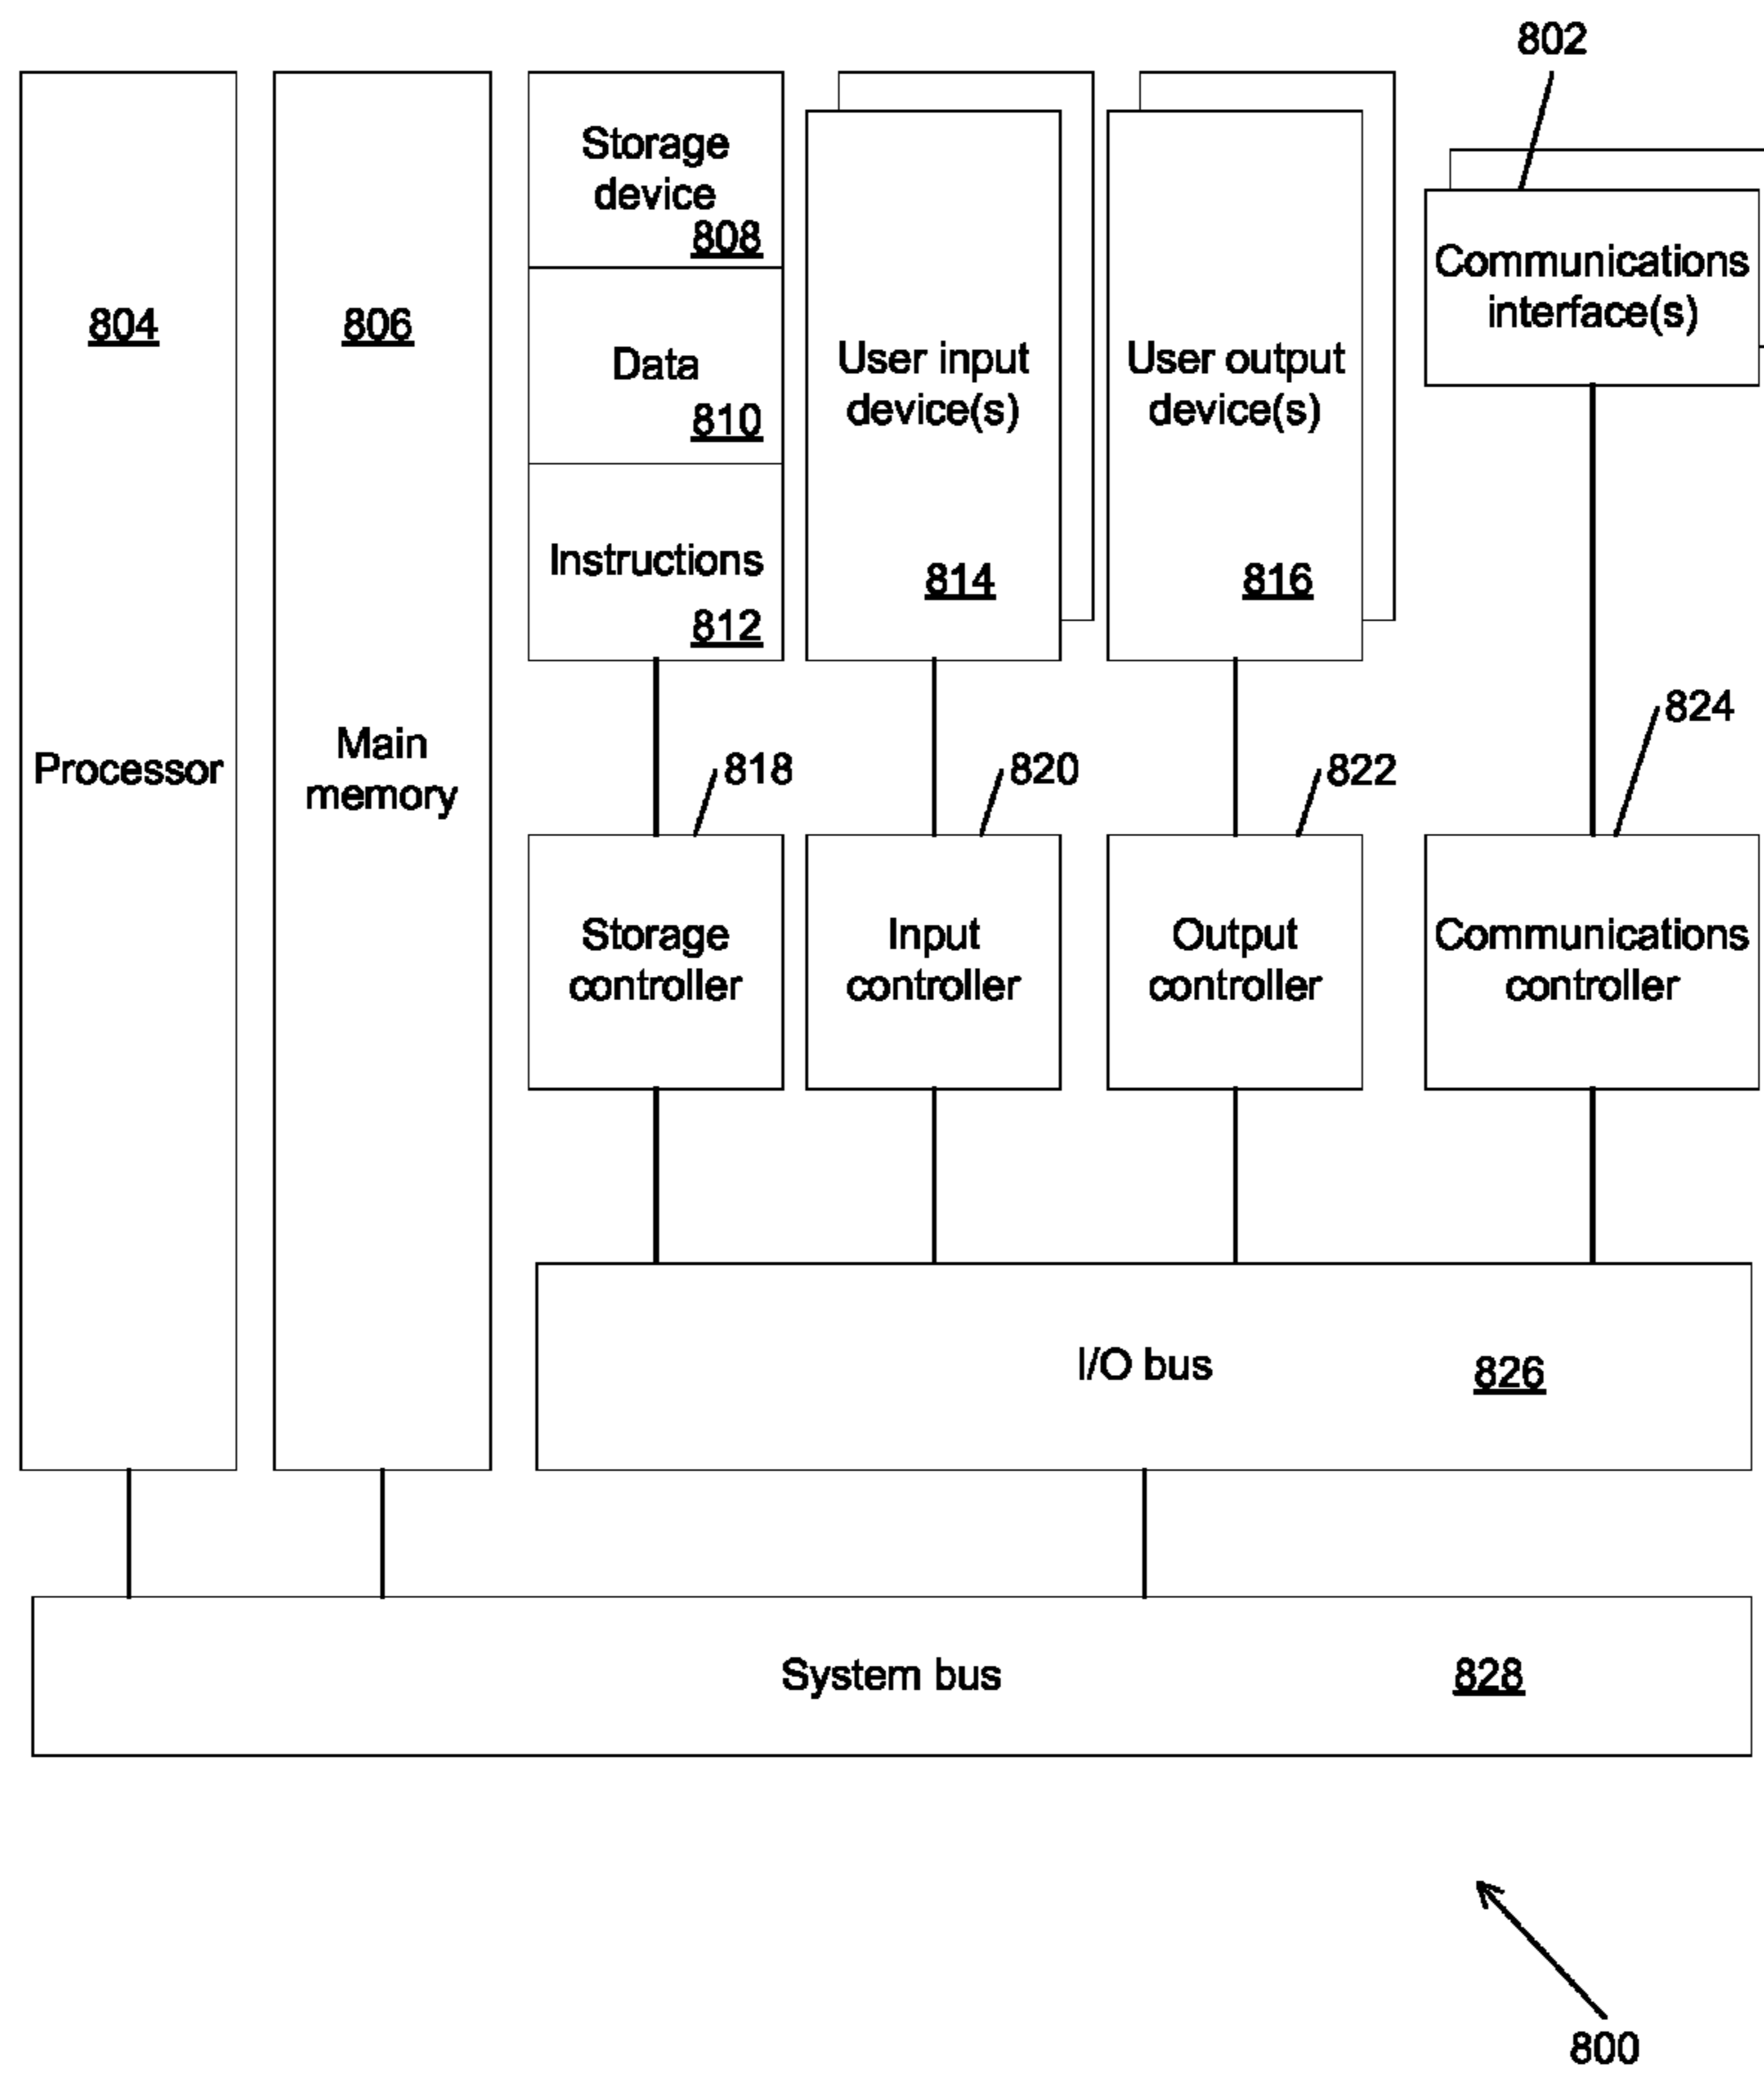 802
Storage
device
808
Communications
interface(s)
804
806
Data
810
User input
device(s)
User output
device(s)
Instructions
812
814
816
824
Processor
Main
memory
818
820
822
Storage
controller
Input
controller
Output
controller
Communications
controller
I/O bus
826
System bus
828
800